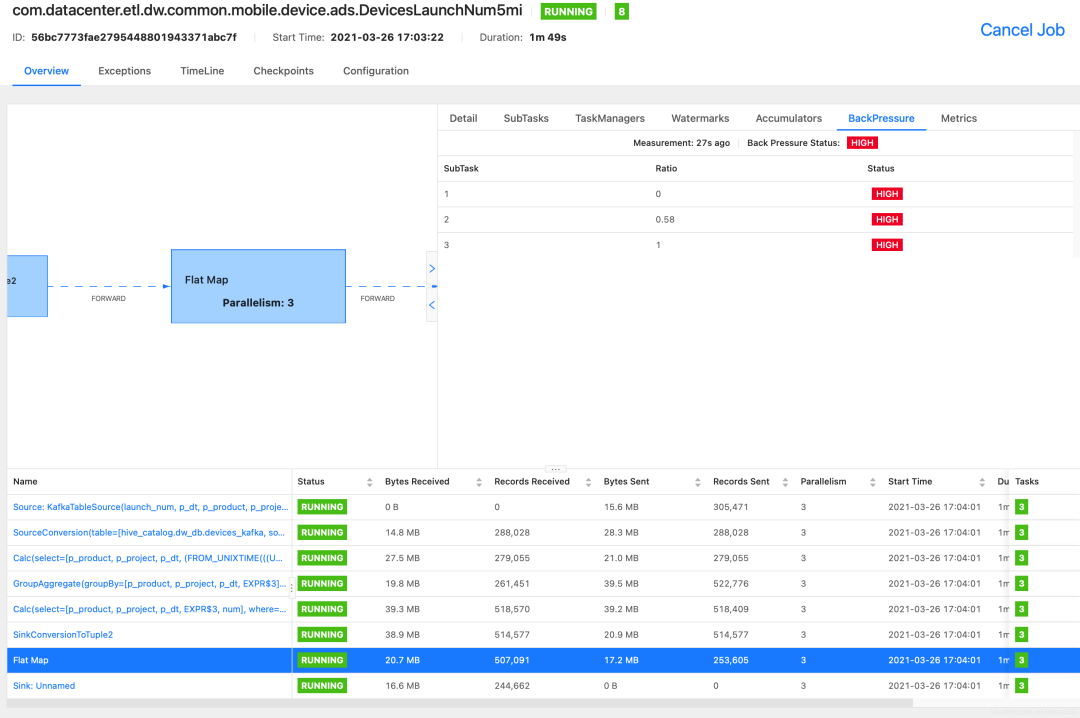 com.datacenter.etl.dw.common.mobile.device.ads.DevicesLaunchNum5mi RUNNING 8
ID: 56bc7773fae2795448801943371abc7f Start Time: 2021-03-26 17:03:22 Duration: 1m 49s
Cancel Job
Overview Exceptions TimeLine Checkpoints Configuration
Detail SubTasks TaskManagers Watermarks Accumulators BackPressure Metrics
Measurement: 27s ago Back Pressure Status: HIGH
SubTask Ratio Status
1 0 HIGH
2 0.58 HIGH
3 1 HIGH
e2
FORWARD
Flat Map
Parallelism: 3
FORWARD
Name Status Bytes Received Records Received Bytes Sent Records Sent Parallelism Start Time Du Tasks
Source: KafkaTableSource(launch_num, p_dt, p_product, p_proje... RUNNING 0 B 0 15.6 MB 305,471 3 2021-03-26 17:04:01 1m 3
SourceConversion(table=[hive_catalog.dw_db.devices_kafka, so... RUNNING 14.8 MB 288,028 28.3 MB 288,028 3 2021-03-26 17:04:01 1m 3
Calc(select=[p_product, p_project, p_dt, (FROM_UNIXTIME(((U... RUNNING 27.5 MB 279,055 21.0 MB 279,055 3 2021-03-26 17:04:01 1m 3
GroupAggregate(groupBy=[p_product, p_project, p_dt, EXPR$3]... RUNNING 19.8 MB 261,451 39.5 MB 522,776 3 2021-03-26 17:04:01 1m 3
Calc(select=[p_product, p_project, p_dt, EXPR$3, num], where=... RUNNING 39.3 MB 518,570 39.2 MB 518,409 3 2021-03-26 17:04:01 1m 3
SinkConversionToTuple2 RUNNING 38.9 MB 514,577 20.9 MB 514,577 3 2021-03-26 17:04:01 1m 3
Flat Map RUNNING 20.7 MB 507,091 17.2 MB 253,605 3 2021-03-26 17:04:01 1m 3
Sink: Unnamed RUNNING 16.6 MB 244,662 0 B 0 3 2021-03-26 17:04:01 1m 3